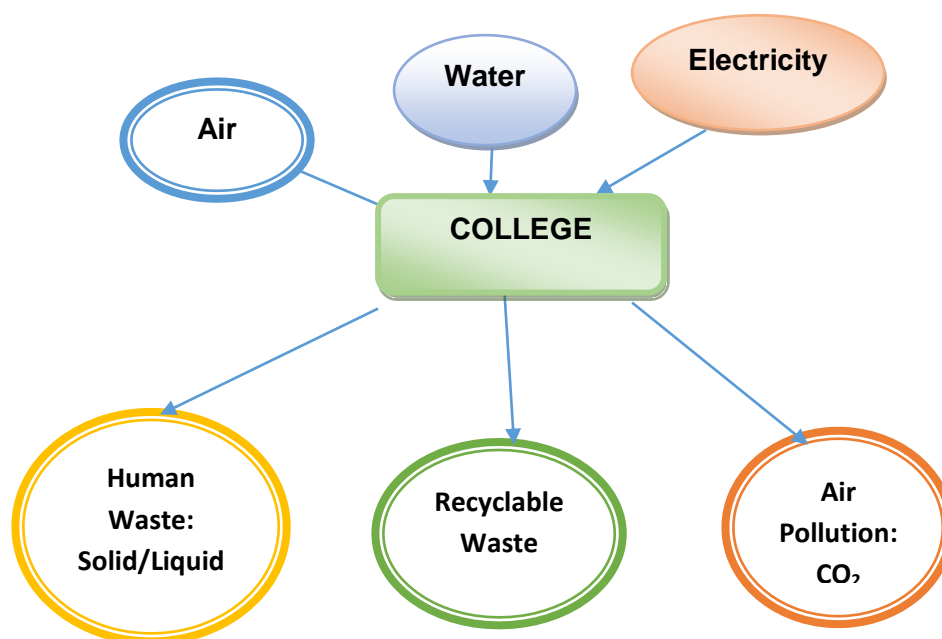 Air
Water
Electricity
COLLEGE
Human
Waste:
Solid/Liquid
Recyclable
Waste
Air
Pollution:
CO₂